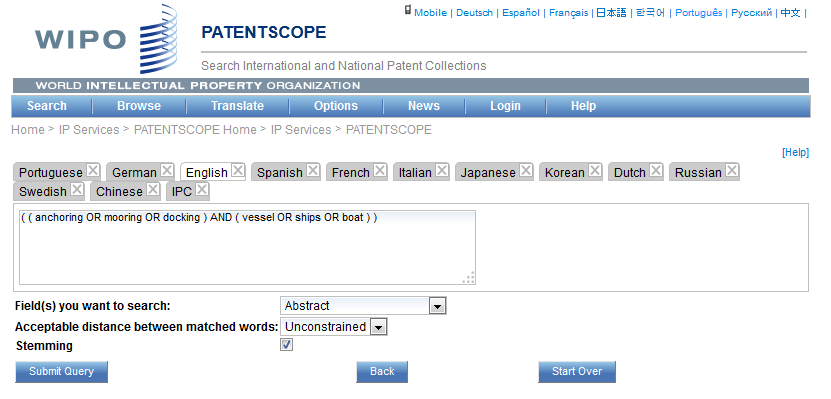 Mobile | Deutsch | Español | Français | 日本語 | 한국어 | Português | Русский | 中文 |
WIPO
PATENTSCOPE
Search International and National Patent Collections
WORLD INTELLECTUAL PROPERTY ORGANIZATION
Search Browse Translate Options News Login Help
Home > IP Services > PATENTSCOPE Home > IP Services > PATENTSCOPE
[Help]
Portuguese German English Spanish French Italian Japanese Korean Dutch Russian
Swedish Chinese IPC
( ( anchoring OR mooring OR docking ) AND ( vessel OR ships OR boat ) )
Field(s) you want to search: Abstract
Acceptable distance between matched words: Unconstrained
Stemming
Submit Query Back Start Over